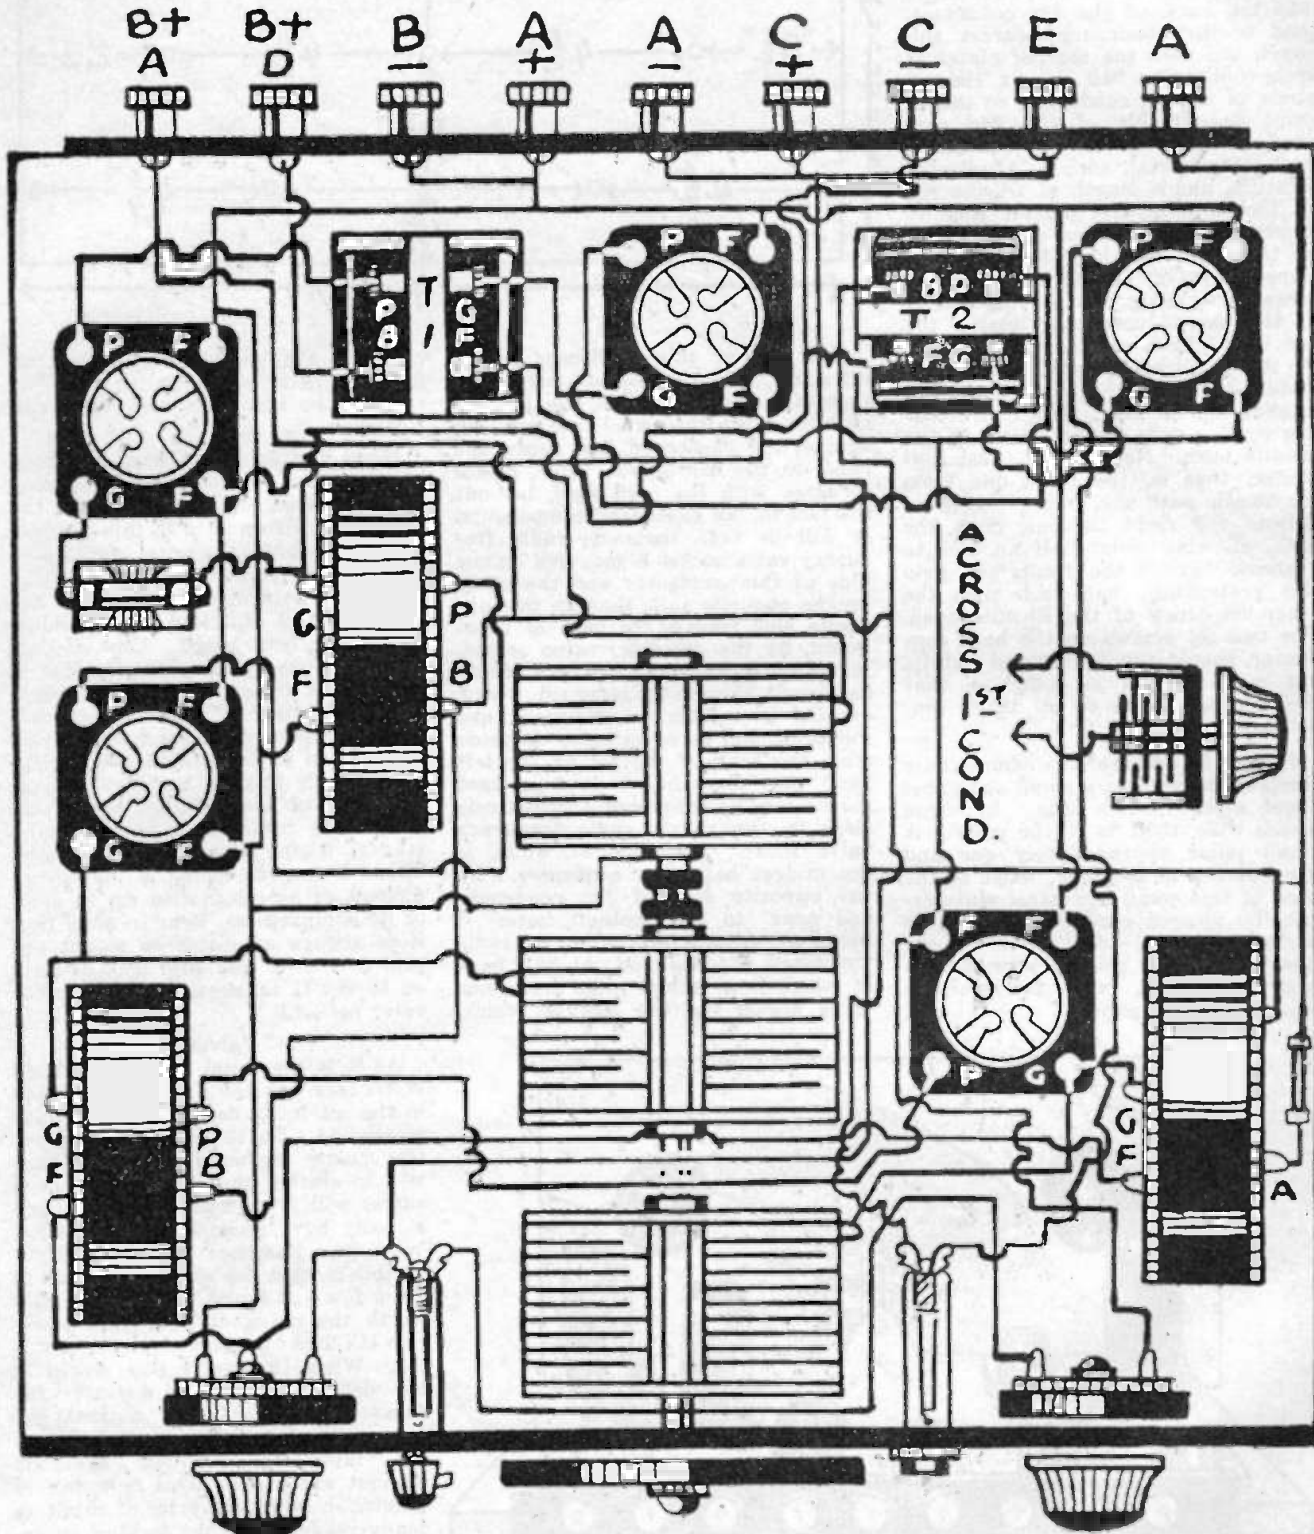 B+ B+ B A A C C E A
A D – + – + –
P F
G F
P T G
B 1 F
P F
G F
B P
T 2
F G
P F
G F
G P
F B
P F
G F
ACROSS
1ST
COND
F F
P G
G P
F B
G
F A